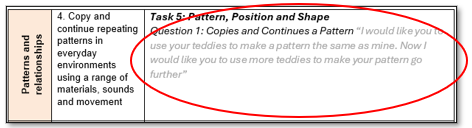 Patterns and
relationships
4. Copy and
continue repeating
patterns in
everyday
environments
using a range of
materials, sounds
and movement
Task 5: Pattern, Position and Shape
Question 1: Copies and Continues a Pattern “I would like you to
use your teddies to make a pattern the same as mine. Now I
would like you to use more teddies to make your pattern go
further”